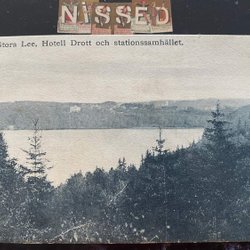 NISSED
Stora Lee, Hotell Drott och stationssamhället.